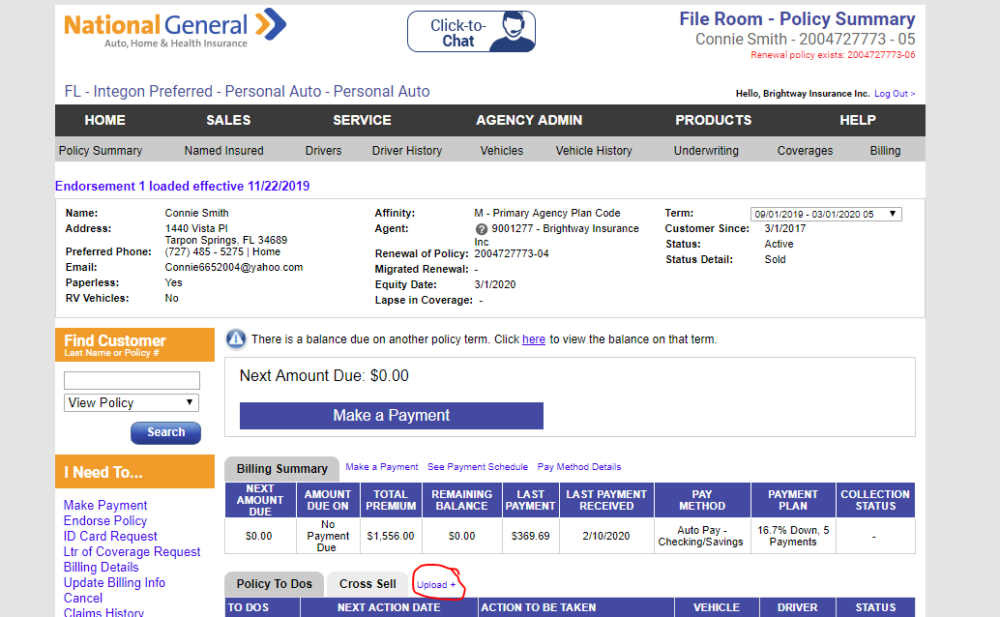 National General
Auto, Home & Health Insurance
Click-to-
Chat
File Room - Policy Summary
Connie Smith - 2004727773 - 05
Renewal policy exists: 2004727773-06
FL - Integon Preferred - Personal Auto - Personal Auto
Hello, Brightway Insurance Inc. Log Out >
HOME SALES SERVICE AGENCY ADMIN PRODUCTS HELP
Policy Summary Named Insured Drivers Driver History Vehicles Vehicle History Underwriting Coverages Billing
Endorsement 1 loaded effective 11/22/2019
Name: Connie Smith
Address: 1440 Vista Pl
Tarpon Springs, FL 34689
Preferred Phone: (727) 485 - 5275 | Home
Email: Connie6652004@yahoo.com
Paperless: Yes
RV Vehicles: No
Affinity: M - Primary Agency Plan Code
Agent: ? 9001277 - Brightway Insurance
Inc
Renewal of Policy: 2004727773-04
Migrated Renewal: -
Equity Date: 3/1/2020
Lapse in Coverage: -
Term: 09/01/2019 - 03/01/2020 05
Customer Since: 3/1/2017
Status: Active
Status Detail: Sold
Find Customer
Last Name or Policy #
View Policy
Search
I Need To...
Make Payment
Endorse Policy
ID Card Request
Ltr of Coverage Request
Billing Details
Update Billing Info
Cancel
Claims History
There is a balance due on another policy term. Click here to view the balance on that term.
Next Amount Due: $0.00
Make a Payment
Billing Summary Make a Payment See Payment Schedule Pay Method Details
NEXT AMOUNT DUE
AMOUNT DUE ON
TOTAL PREMIUM
REMAINING BALANCE
LAST PAYMENT
LAST PAYMENT RECEIVED
PAY METHOD
PAYMENT PLAN
COLLECTION STATUS
$0.00
No Payment Due
$1,556.00
$0.00
$369.69
2/10/2020
Auto Pay - Checking/Savings
16.7% Down, 5 Payments
-
Policy To Dos Cross Sell Upload +
TO DOS NEXT ACTION DATE ACTION TO BE TAKEN VEHICLE DRIVER STATUS